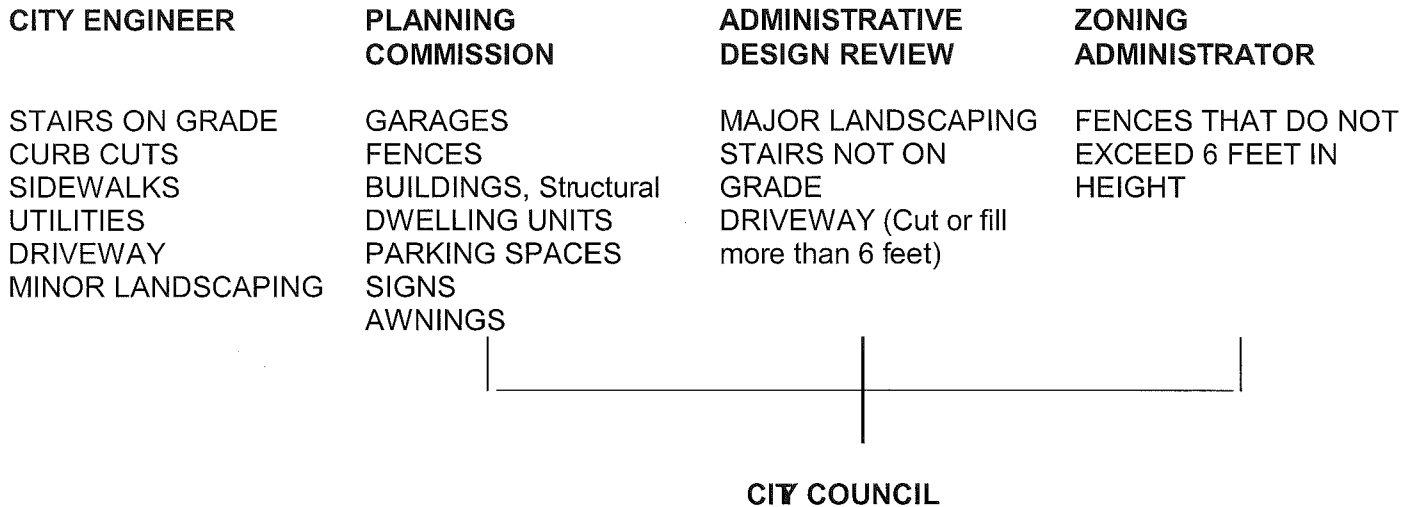 CITY ENGINEER
STAIRS ON GRADE
CURB CUTS
SIDEWALKS
UTILITIES
DRIVEWAY
MINOR LANDSCAPING
PLANNING
COMMISSION
GARAGES
FENCES
BUILDINGS, Structural
DWELLING UNITS
PARKING SPACES
SIGNS
AWNINGS
ADMINISTRATIVE
DESIGN REVIEW
MAJOR LANDSCAPING
STAIRS NOT ON
GRADE
DRIVEWAY (Cut or fill
more than 6 feet)
ZONING
ADMINISTRATOR
FENCES THAT DO NOT
EXCEED 6 FEET IN
HEIGHT
CITY COUNCIL